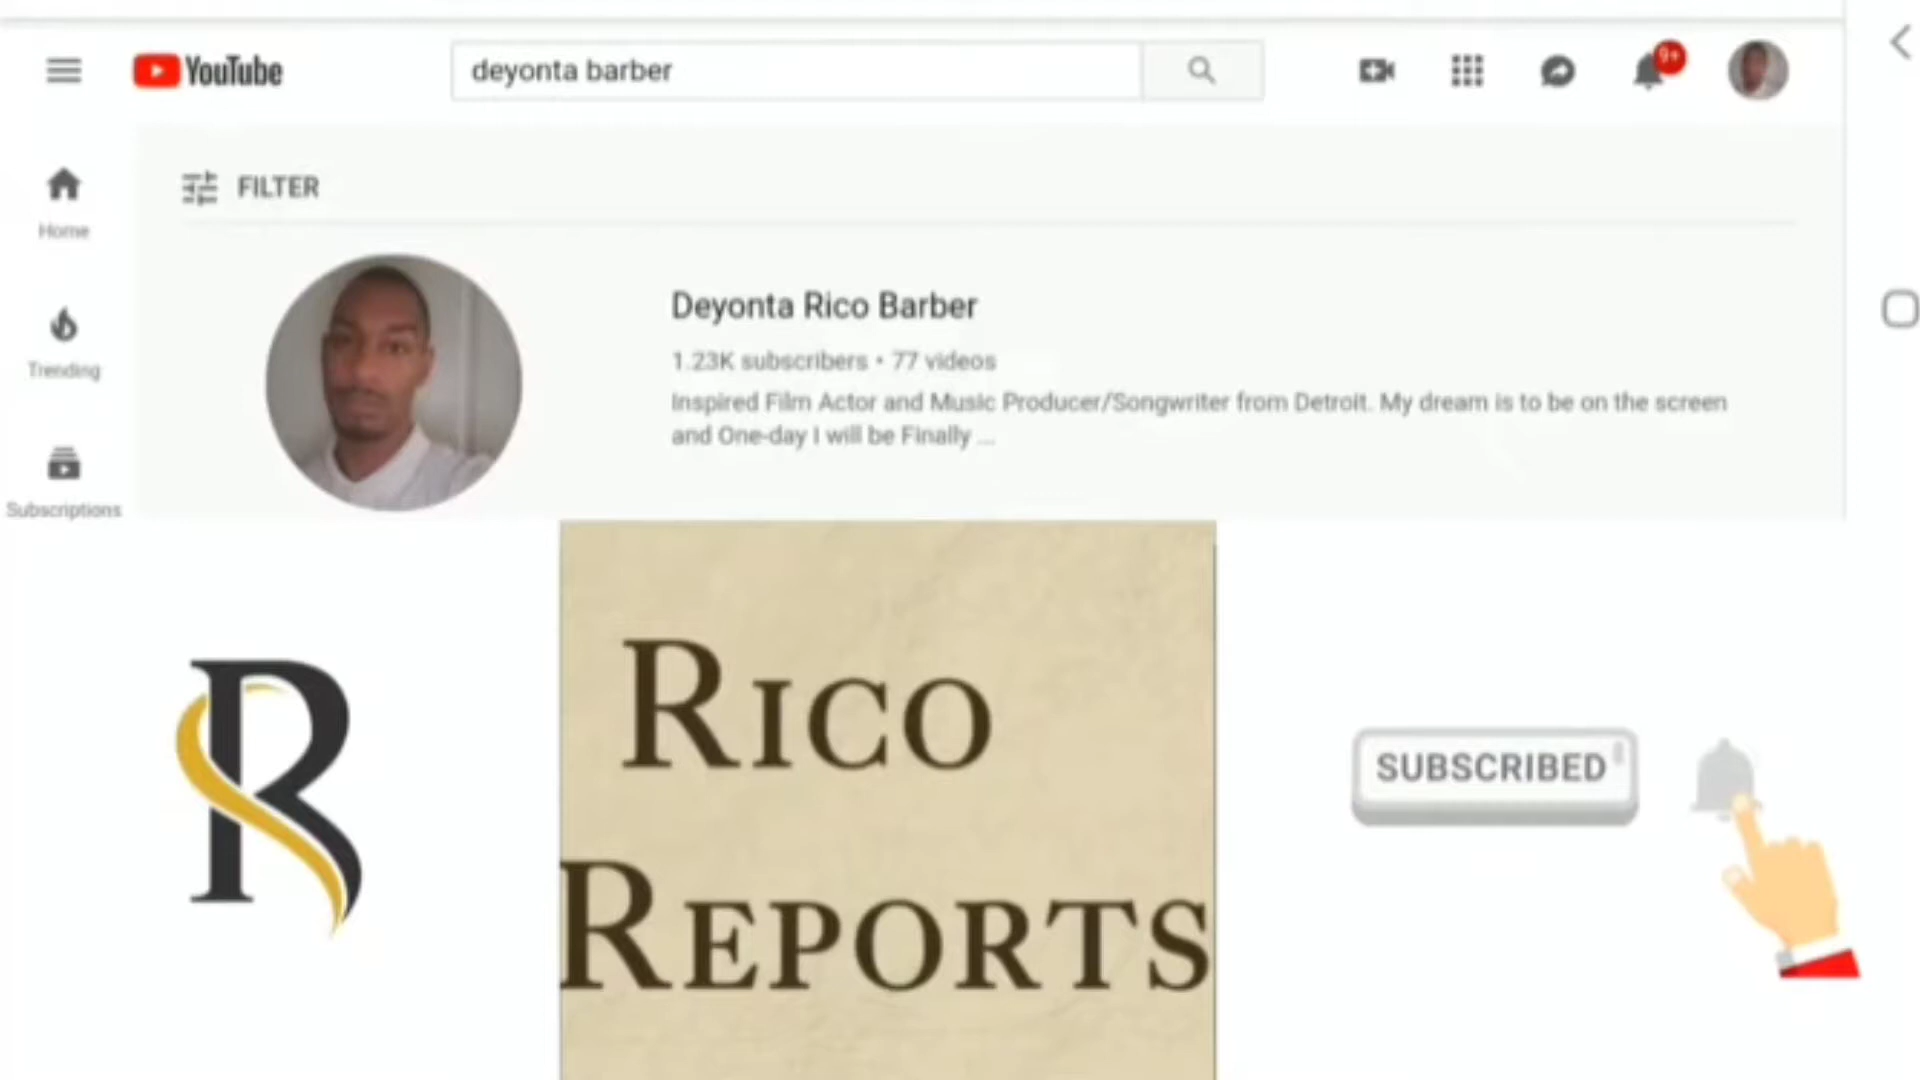 YouTube
deyonta barber
9+
FILTER
Home
Deyonta Rico Barber
1.23K subscribers • 77 videos
Trending
Inspired Film Actor and Music Producer/Songwriter from Detroit. My dream is to be on the screen
and One-day I will be Finally ...
Subscriptions
R
RICO
REPORTS
SUBSCRIBED